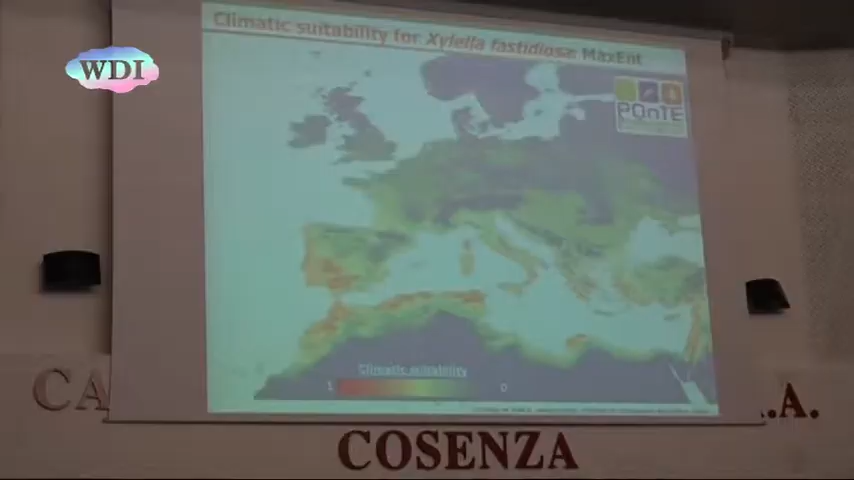 Climatic suitability for Xylella fastidiosa: MaxEnt
WDI
POnTE
Climatic suitability
1 0
CA .A.
COSENZA